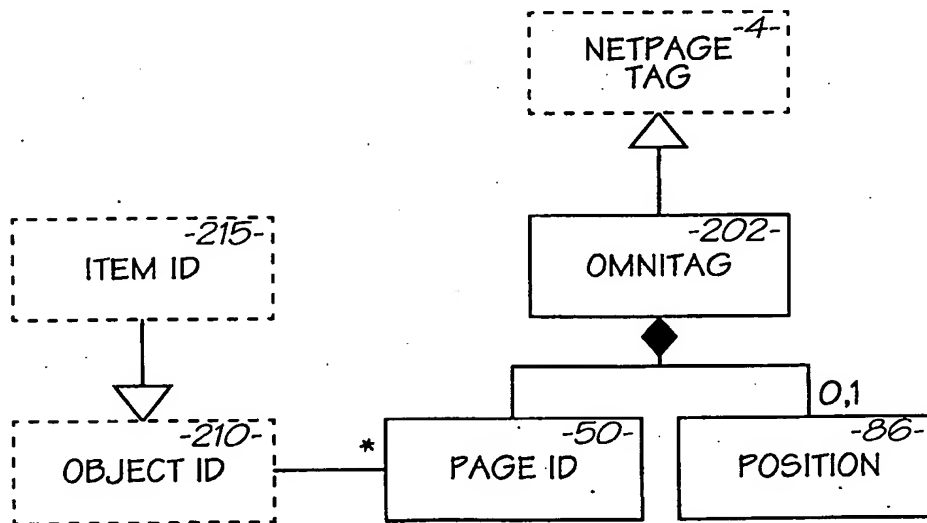 -4-
NETPAGE
TAG
-215-
ITEM ID
-202-
OMNITAG
0,1
-210-
OBJECT ID
*
-50-
PAGE ID
-86-
POSITION